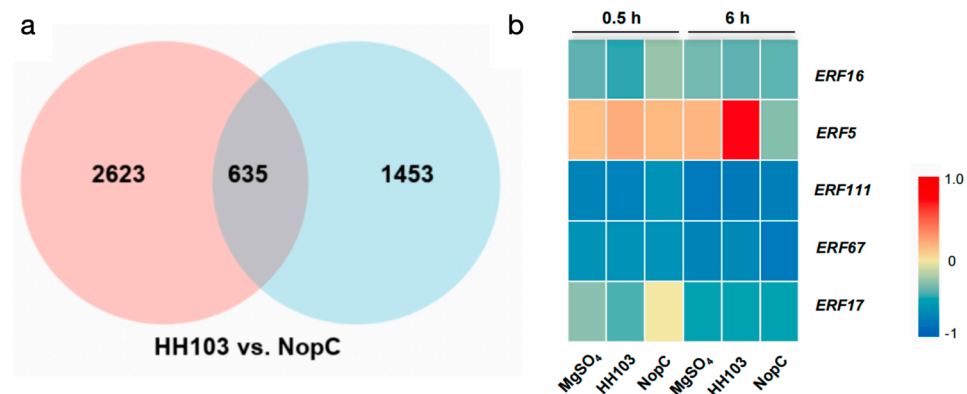 a
2623
635
1453
HH103 vs. NopC
b
0.5 h
6 h
ERF16
ERF5
ERF111
ERF67
ERF17
MgSO₄
HH103
NopC
MgSO₄
HH103
NopC
1.0
0
-1